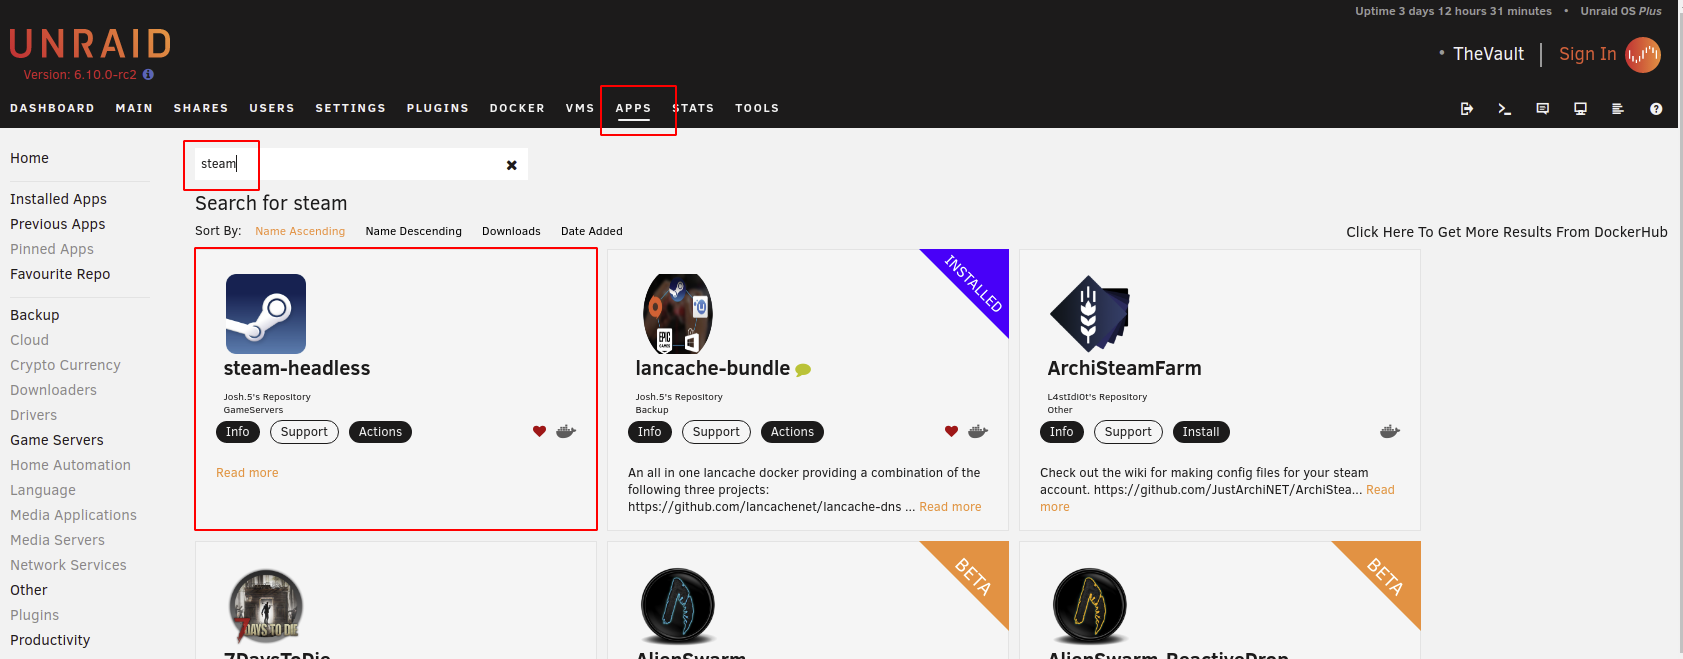 Uptime 3 days 12 hours 31 minutes • Unraid OS Plus
UNRAID
Version: 6.10.0-rc2
• TheVault | Sign In
DASHBOARD MAIN SHARES USERS SETTINGS PLUGINS DOCKER VMS APPS STATS TOOLS
Home
steam
Search for steam
Installed Apps
Previous Apps
Pinned Apps
Favourite Repo
Sort By: Name Ascending Name Descending Downloads Date Added
Click Here To Get More Results From DockerHub
Backup
Cloud
Crypto Currency
Downloaders
Drivers
Game Servers
Home Automation
Language
Media Applications
Media Servers
Network Services
Other
Plugins
Productivity
steam-headless
Josh.5's Repository
GameServers
Info Support Actions
Read more
INSTALLED
EPIC
GAMES
lancache-bundle
Josh.5's Repository
Backup
Info Support Actions
An all in one lancache docker providing a combination of the
following three projects:
https://github.com/lancachenet/lancache-dns ... Read more
ArchiSteamFarm
L4stIdi0t's Repository
Other
Info Support Install
Check out the wiki for making config files for your steam
account. https://github.com/JustArchiNET/ArchiStea... Read
more
7 DAYS TO DIE
7DaysToDie
BETA
AlienSwarm
BETA
AlienSwarm-ReactiveDrop